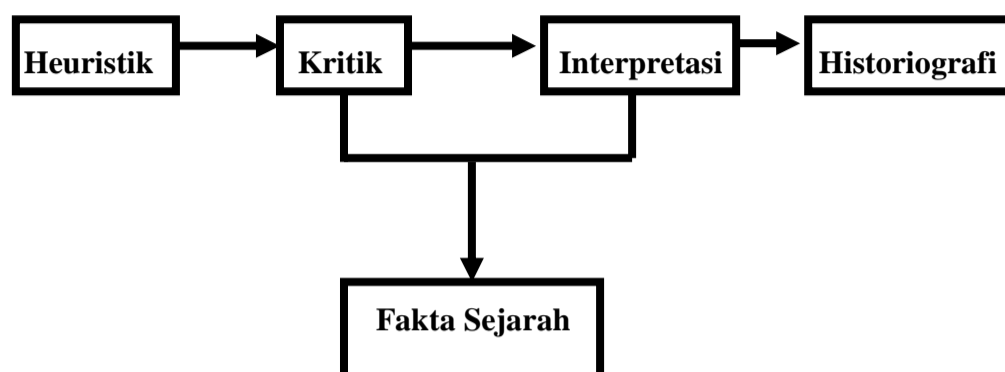 Heuristik
Kritik
Interpretasi
Historiografi
Fakta Sejarah